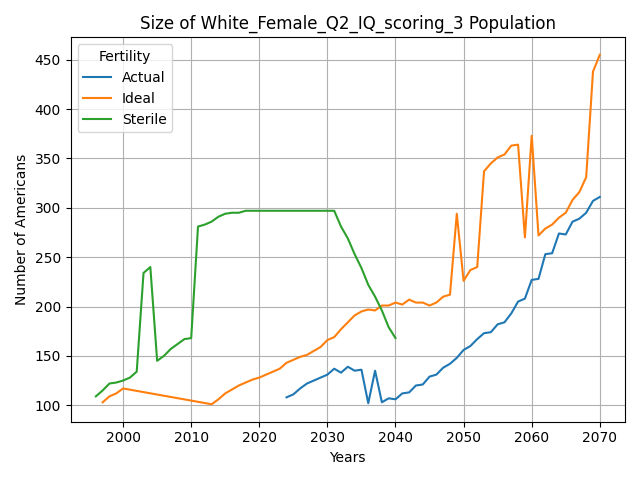 Size of White_Female_Q2_IQ_scoring_3 Population
Fertility
Actual
Ideal
Sterile
Number of Americans
450
400
350
300
250
200
150
100
2000
2010
2020
2030
2040
2050
2060
2070
Years